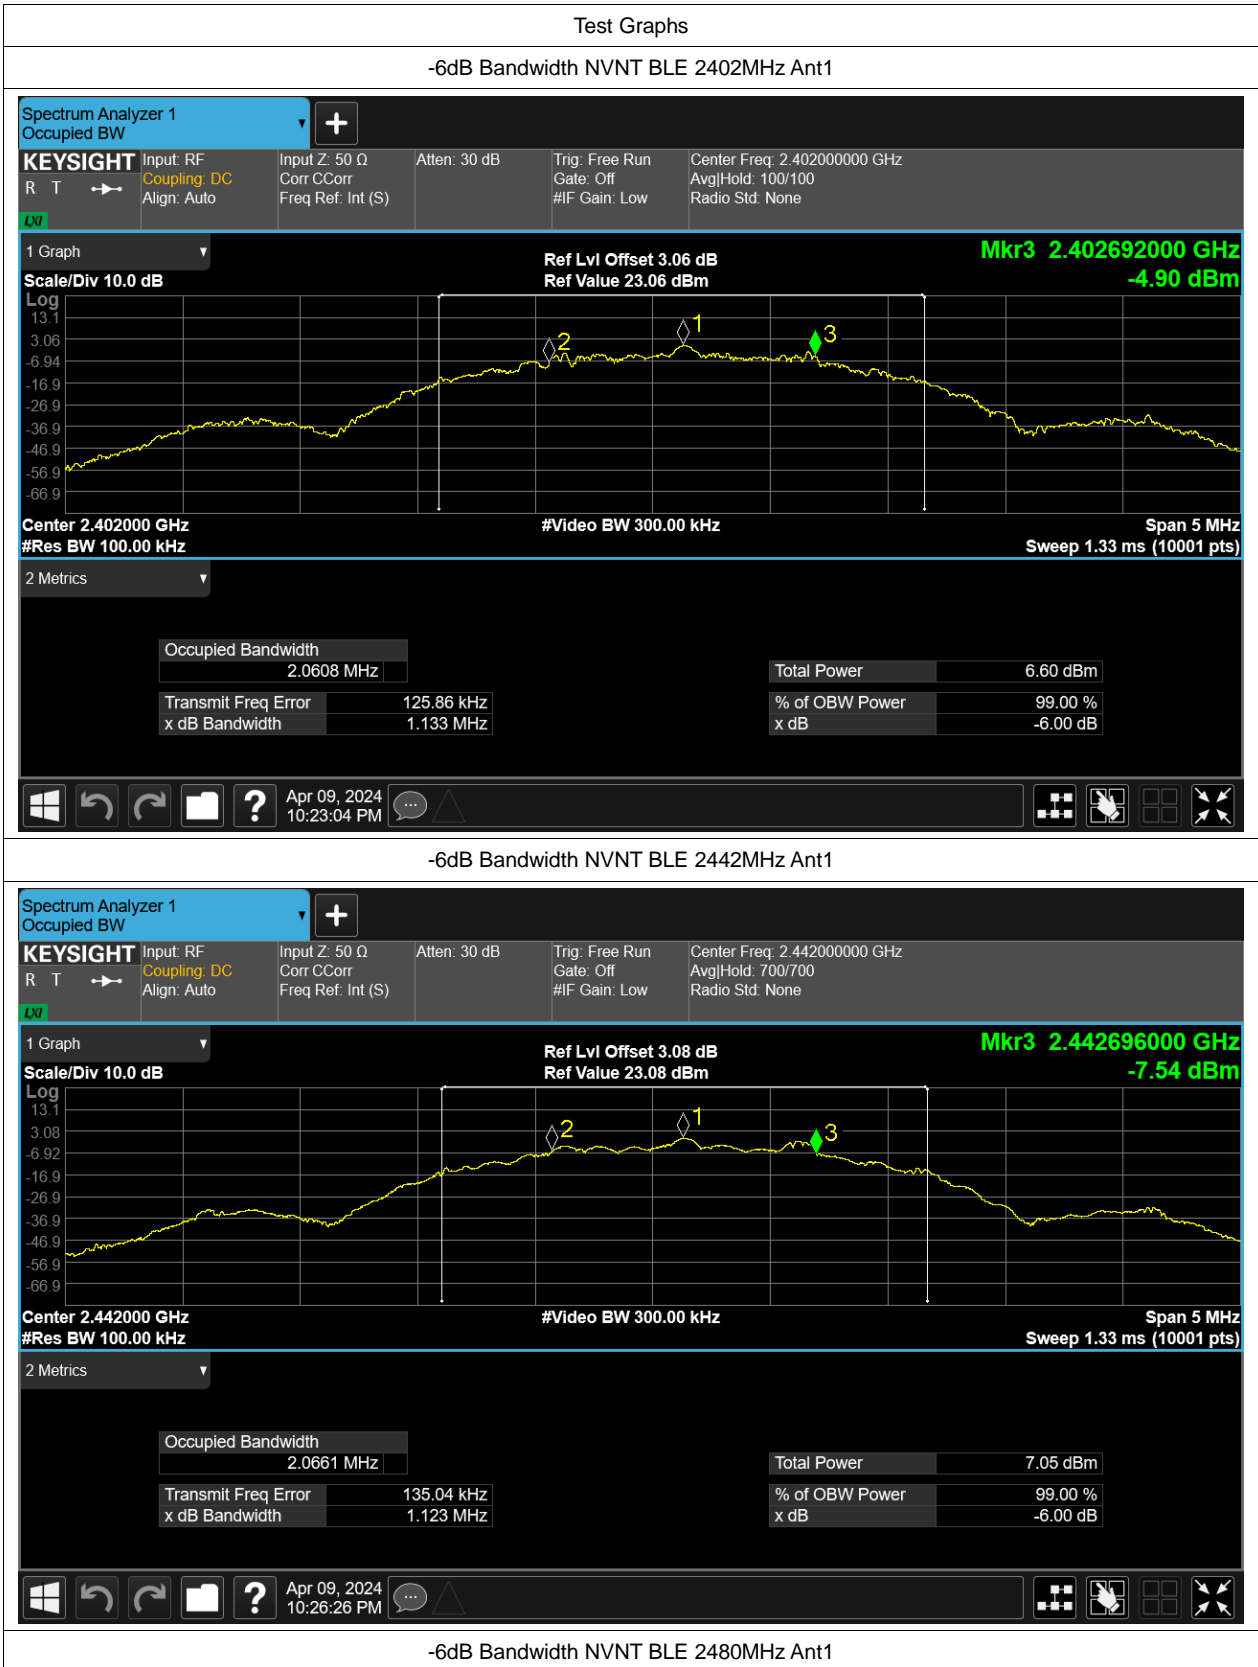 Test Graphs
-6dB Bandwidth NVNT BLE 2402MHz Ant1
Spectrum Analyzer 1
Occupied BW
KEYSIGHT Input: RF Input Z: 50 Ω Atten: 30 dB Trig: Free Run Center Freq: 2.402000000 GHz
R T Coupling: DC Corr CCorr Gate: Off Avg|Hold: 100/100
Align: Auto Freq Ref: Int (S) #IF Gain: Low Radio Std: None
LXI
1 Graph Ref Lvl Offset 3.06 dB Mkr3 2.402692000 GHz
Scale/Div 10.0 dB Ref Value 23.06 dBm -4.90 dBm
Log
13.1
3.06
-6.94
-16.9
-26.9
-36.9
-46.9
-56.9
-66.9
2 1 3
Center 2.402000 GHz #Video BW 300.00 kHz Span 5 MHz
#Res BW 100.00 kHz Sweep 1.33 ms (10001 pts)
2 Metrics
Occupied Bandwidth
2.0608 MHz Total Power 6.60 dBm
Transmit Freq Error 125.86 kHz % of OBW Power 99.00 %
x dB Bandwidth 1.133 MHz x dB -6.00 dB
? Apr 09, 2024
10:23:04 PM
-6dB Bandwidth NVNT BLE 2442MHz Ant1
Spectrum Analyzer 1
Occupied BW
KEYSIGHT Input: RF Input Z: 50 Ω Atten: 30 dB Trig: Free Run Center Freq: 2.442000000 GHz
R T Coupling: DC Corr CCorr Gate: Off Avg|Hold: 700/700
Align: Auto Freq Ref: Int (S) #IF Gain: Low Radio Std: None
LXI
1 Graph Ref Lvl Offset 3.08 dB Mkr3 2.442696000 GHz
Scale/Div 10.0 dB Ref Value 23.08 dBm -7.54 dBm
Log
13.1
3.08
-6.92
-16.9
-26.9
-36.9
-46.9
-56.9
-66.9
2 1 3
Center 2.442000 GHz #Video BW 300.00 kHz Span 5 MHz
#Res BW 100.00 kHz Sweep 1.33 ms (10001 pts)
2 Metrics
Occupied Bandwidth
2.0661 MHz Total Power 7.05 dBm
Transmit Freq Error 135.04 kHz % of OBW Power 99.00 %
x dB Bandwidth 1.123 MHz x dB -6.00 dB
? Apr 09, 2024
10:26:26 PM
-6dB Bandwidth NVNT BLE 2480MHz Ant1